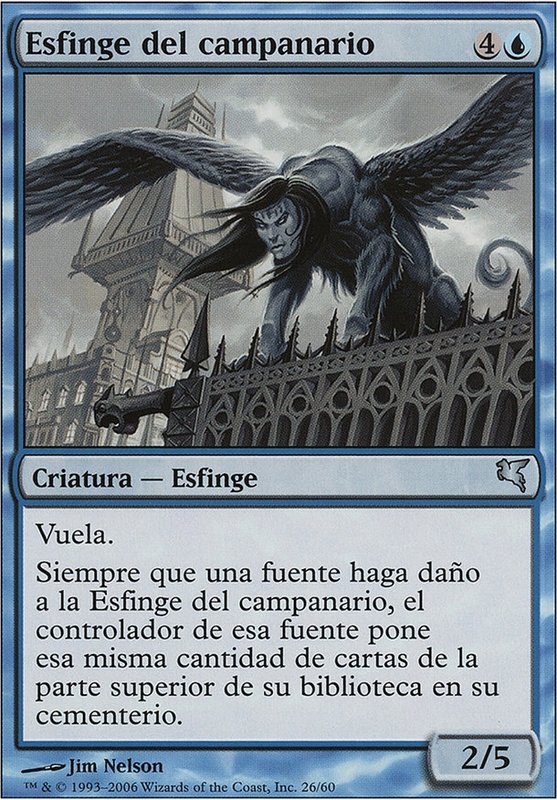 Esfinge del campanario 4
Criatura — Esfinge
Vuela.
Siempre que una fuente haga daño
a la Esfinge del campanario, el
controlador de esa fuente pone
esa misma cantidad de cartas de la
parte superior de su biblioteca en su
cementerio.
2/5
Jim Nelson
™ & © 1993–2006 Wizards of the Coast, Inc. 26/60